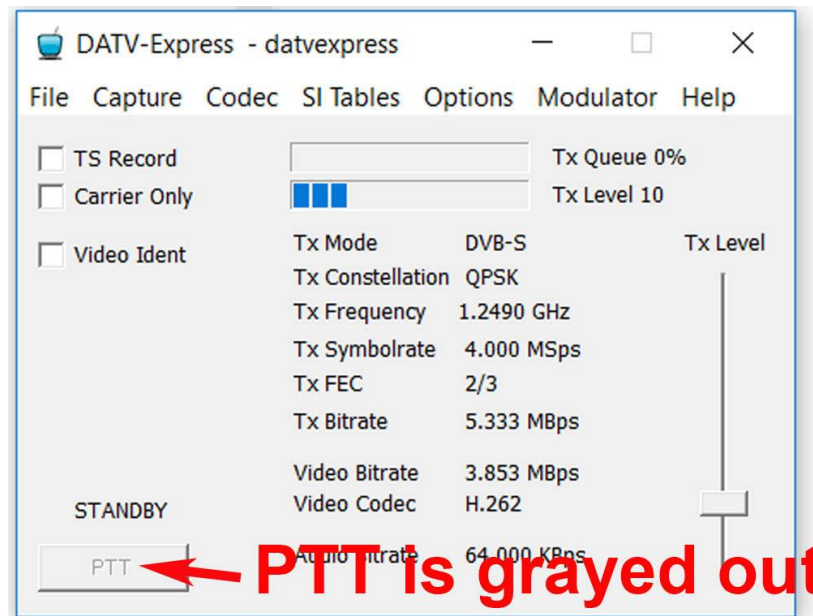 DATV-Express - datvexpress
File Capture Codec SI Tables Options Modulator Help
TS Record Tx Queue 0%
Carrier Only Tx Level 10
Video Ident Tx Mode DVB-S Tx Level
Tx Constellation QPSK
Tx Frequency 1.2490 GHz
Tx Symbolrate 4.000 MSps
Tx FEC 2/3
Tx Bitrate 5.333 MBps
Video Bitrate 3.853 MBps
STANDBY Video Codec H.262
Audio Bitrate 64.000 KBps
PTT PTT is grayed out